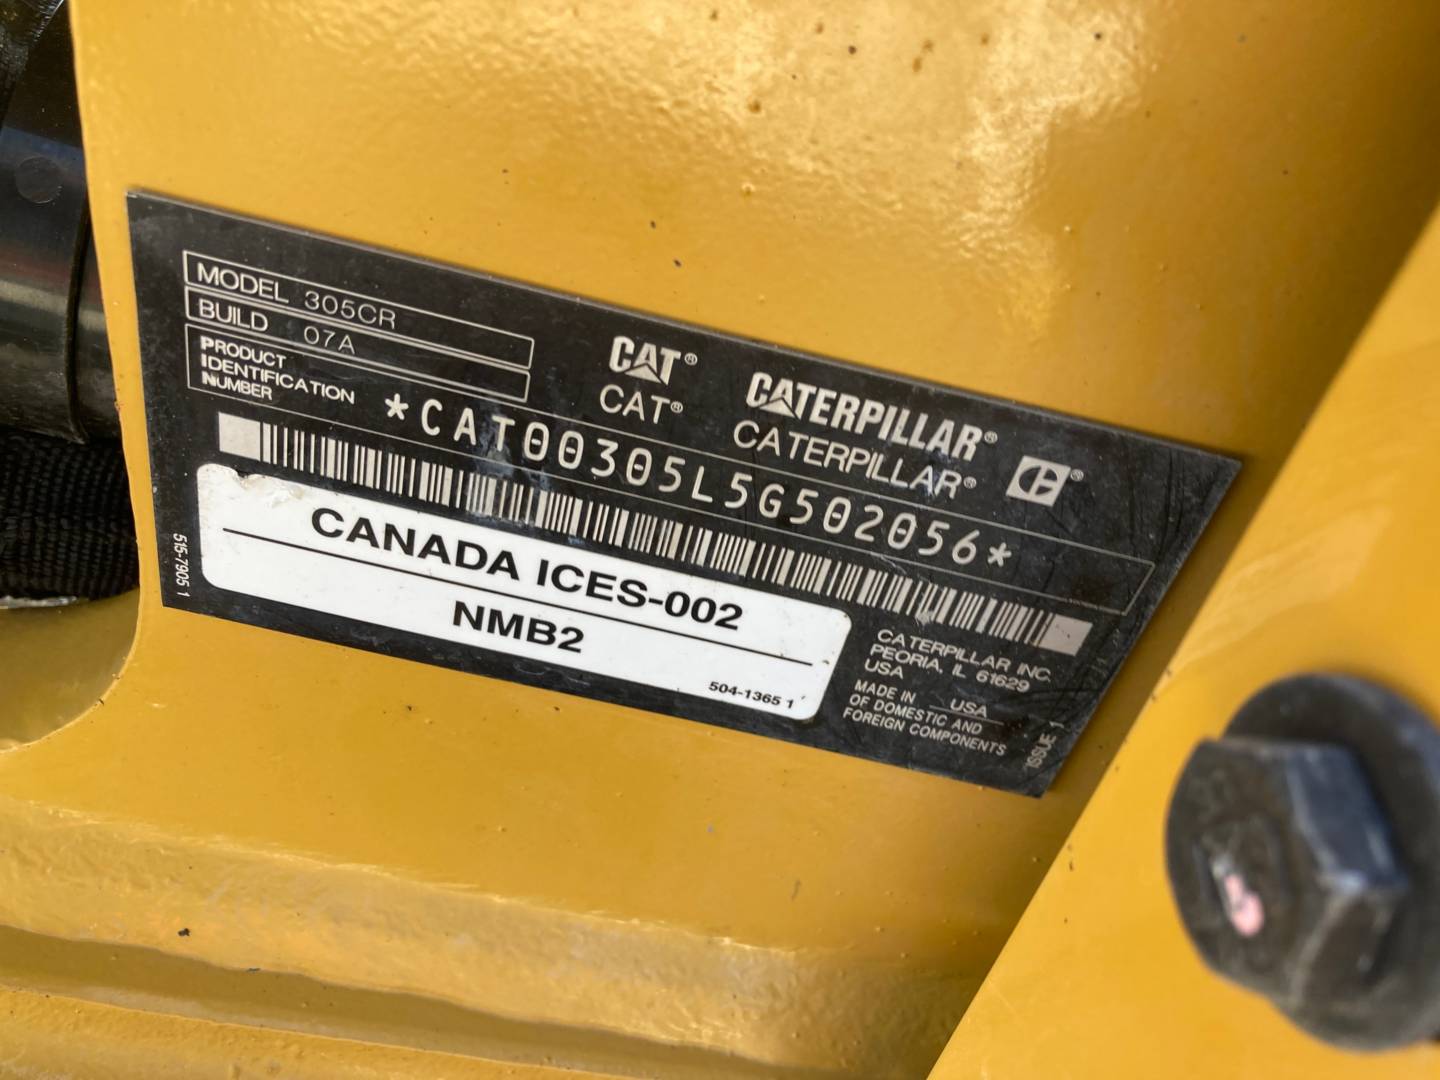 MODEL 305CR
BUILD 07A
PRODUCT
IDENTIFICATION
NUMBER
*CAT00305L5G502056*
CAT®
CAT®
CATERPILLAR®
CATERPILLAR®
®
CANADA ICES-002
NMB2
504-1365 1
515-7905 1
CATERPILLAR INC.
PEORIA, IL 61629
USA
MADE IN USA
OF DOMESTIC AND
FOREIGN COMPONENTS
ISSUE 1